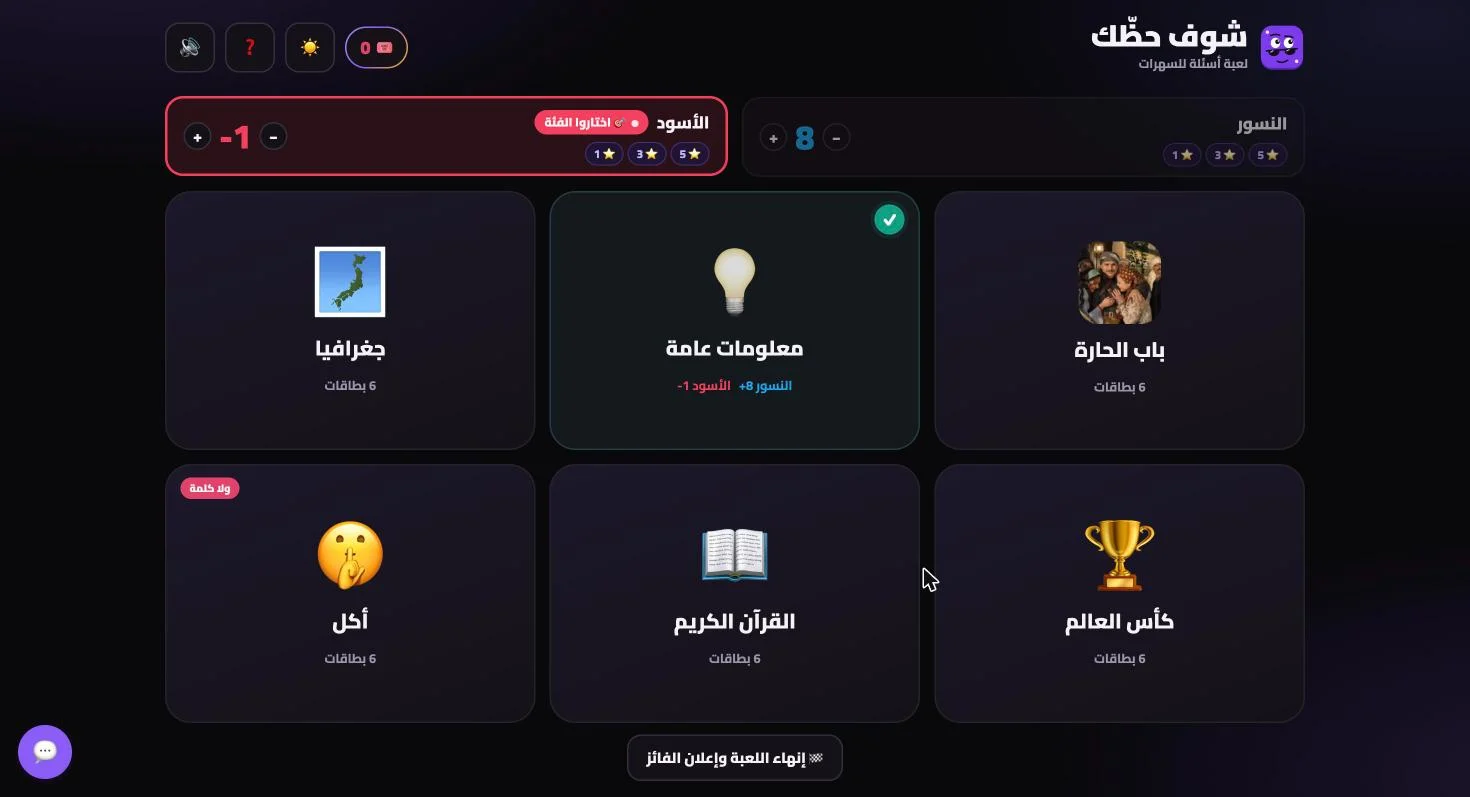 شوف حظّك
لعبة أسئلة للسهرات
☀️
?
0
النسور
5 3 1
- 8 +
الأسود
اختاروا الفئة
5 3 1
- -1 +
باب الحارة
6 بطاقات
معلومات عامة
النسور 8+ الأسود 1-
جغرافيا
6 بطاقات
كأس العالم
6 بطاقات
القرآن الكريم
6 بطاقات
ولا كلمة
أكل
6 بطاقات
إنهاء اللعبة وإعلان الفائز